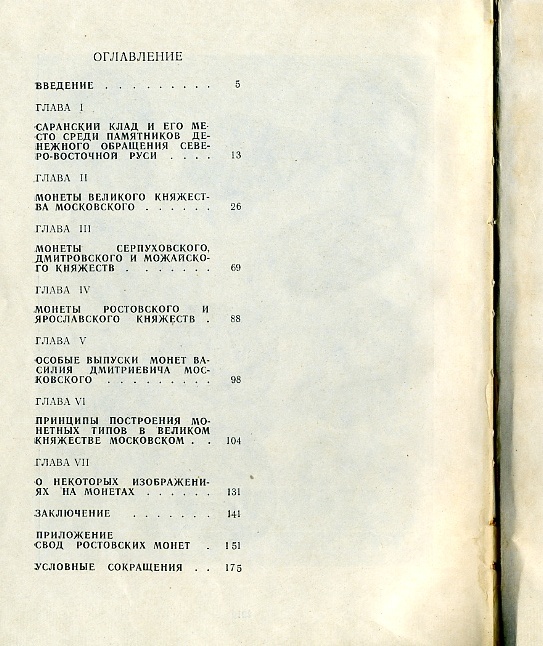 ОГЛАВЛЕНИЕ
ВВЕДЕНИЕ . . . . . . . . . 5
ГЛАВА I
САРАНСКИЙ КЛАД И ЕГО МЕ-
СТО СРЕДИ ПАМЯТНИКОВ ДЕ-
НЕЖНОГО ОБРАЩЕНИЯ СЕВЕ-
РО-ВОСТОЧНОЙ РУСИ . . . . 13
ГЛАВА II
МОНЕТЫ ВЕЛИКОГО КНЯЖЕСТ-
ВА МОСКОВСКОГО . . . . . . 26
ГЛАВА III
МОНЕТЫ СЕРПУХОВСКОГО,
ДМИТРОВСКОГО И МОЖАЙСКО-
ГО КНЯЖЕСТВ . . . . . . . 69
ГЛАВА IV
МОНЕТЫ РОСТОВСКОГО И
ЯРОСЛАВСКОГО КНЯЖЕСТВ . 88
ГЛАВА V
ОСОБЫЕ ВЫПУСКИ МОНЕТ ВА-
СИЛИЯ ДМИТРИЕВИЧА МОС-
КОВСКОГО . . . . . . . . . 98
ГЛАВА VI
ПРИНЦИПЫ ПОСТРОЕНИЯ МО-
НЕТНЫХ ТИПОВ В ВЕЛИКОМ
КНЯЖЕСТВЕ МОСКОВСКОМ . . 104
ГЛАВА VII
О НЕКОТОРЫХ ИЗОБРАЖЕНИ-
ЯХ НА МОНЕТАХ . . . . . . 131
ЗАКЛЮЧЕНИЕ . . . . . . . 141
ПРИЛОЖЕНИЕ
СВОД РОСТОВСКИХ МОНЕТ . 151
УСЛОВНЫЕ СОКРАЩЕНИЯ . . 175